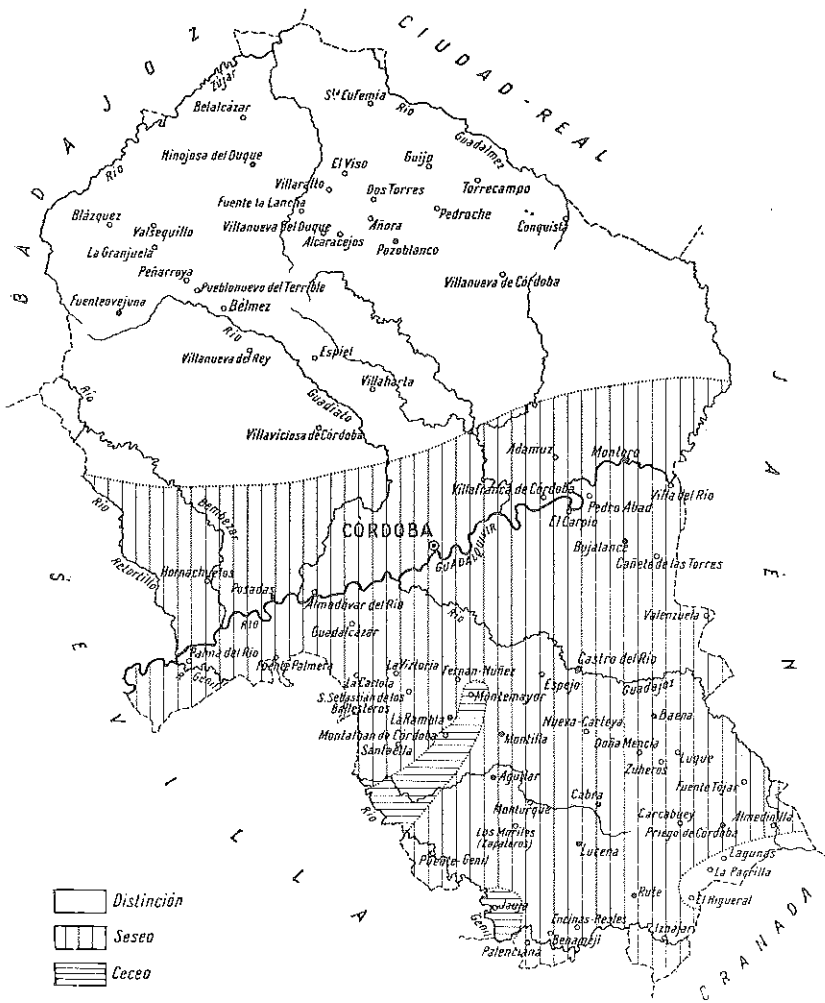 BADAJOZ
CIUDAD-REAL
JAÉN
GRANADA
SEVILLA
Zújar
Sta Eufemia
Río
Belalcázar
Guadalmez
Hinojosa del Duque
El Viso
Guijo
Río
Villaralto
Dos Torres
Torrecampo
Fuente la Lancha
Pedroche
Blázquez
Valsequillo
Villanueva del Duque
Añora
Conquista
La Granjuela
Alcaracejos
Pozoblanco
Peñarroya
Pueblonuevo del Terrible
Villanueva de Córdoba
Fuenteovejuna
Bélmez
Río
Villanueva del Rey
Espiel
Río
Villaharta
Guadiato
Villaviciosa de Córdoba
Adamuz
Montoro
Río
Bembézar
Villafranca de Córdoba
Pedro Abad
Villa del Río
CÓRDOBA
El Carpio
GUADALQUIVIR
Bujalance
Cañete de las Torres
Retortillo
Hornachuelos
Posadas
Almodóvar del Río
Río
Valenzuela
RIO
Guadalcázar
Palma del Río
Fuente Palmera
La Victoria
Castro del Río
R. Genil
La Carlota
Fernán-Núñez
Espejo
Guadajoz
S. Sebastián de los
Ballesteros
Montemayor
Baena
La Rambla
Nueva-Carteya
Montalbán de Córdoba
Montilla
Doña Mencía
Luque
Santaella
Zuheros
Aguilar
Fuente Tójar
Río
Monturque
Cabra
Carcabuey
Almedinilla
Los Moriles
(Zapateros)
Priego de Córdoba
Puente-Genil
Lucena
Lagunas
La Parrilla
Rute
El Higueral
Jauja
Genil
Encinas-Reales
Iznájar
Benamejí
Palenciana
Distinción
Seseo
Ceceo